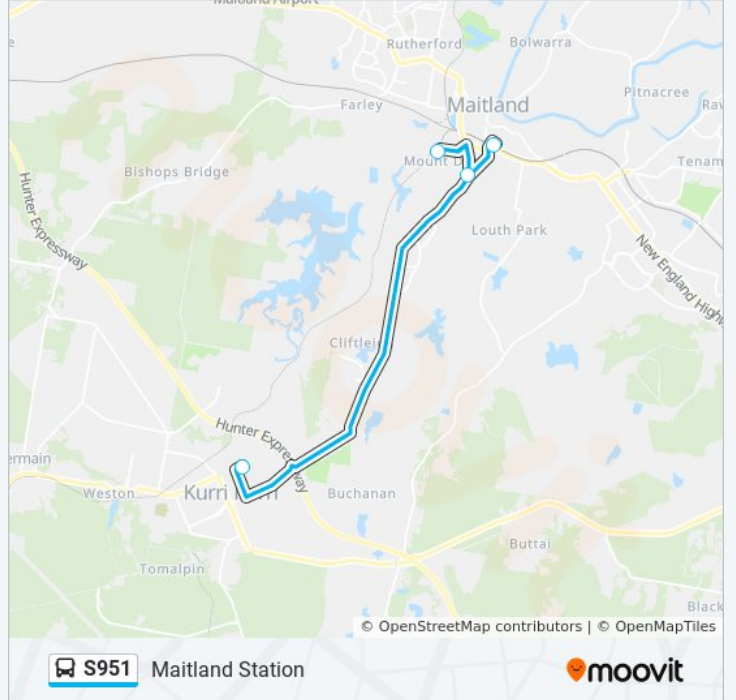 Maitland Airport
Rutherford
Bolwarra
Pitnacree
Farley
Maitland
Mount D
Tenam
Bishops Bridge
Hunter Expressway
Louth Park
New England High
Cliftlei
Hunter Expressway
ermain
Weston
Kurri
Buchanan
Buttai
Tomalpin
Black
© OpenStreetMap contributors | © OpenMapTiles
S951 Maitland Station
moovit